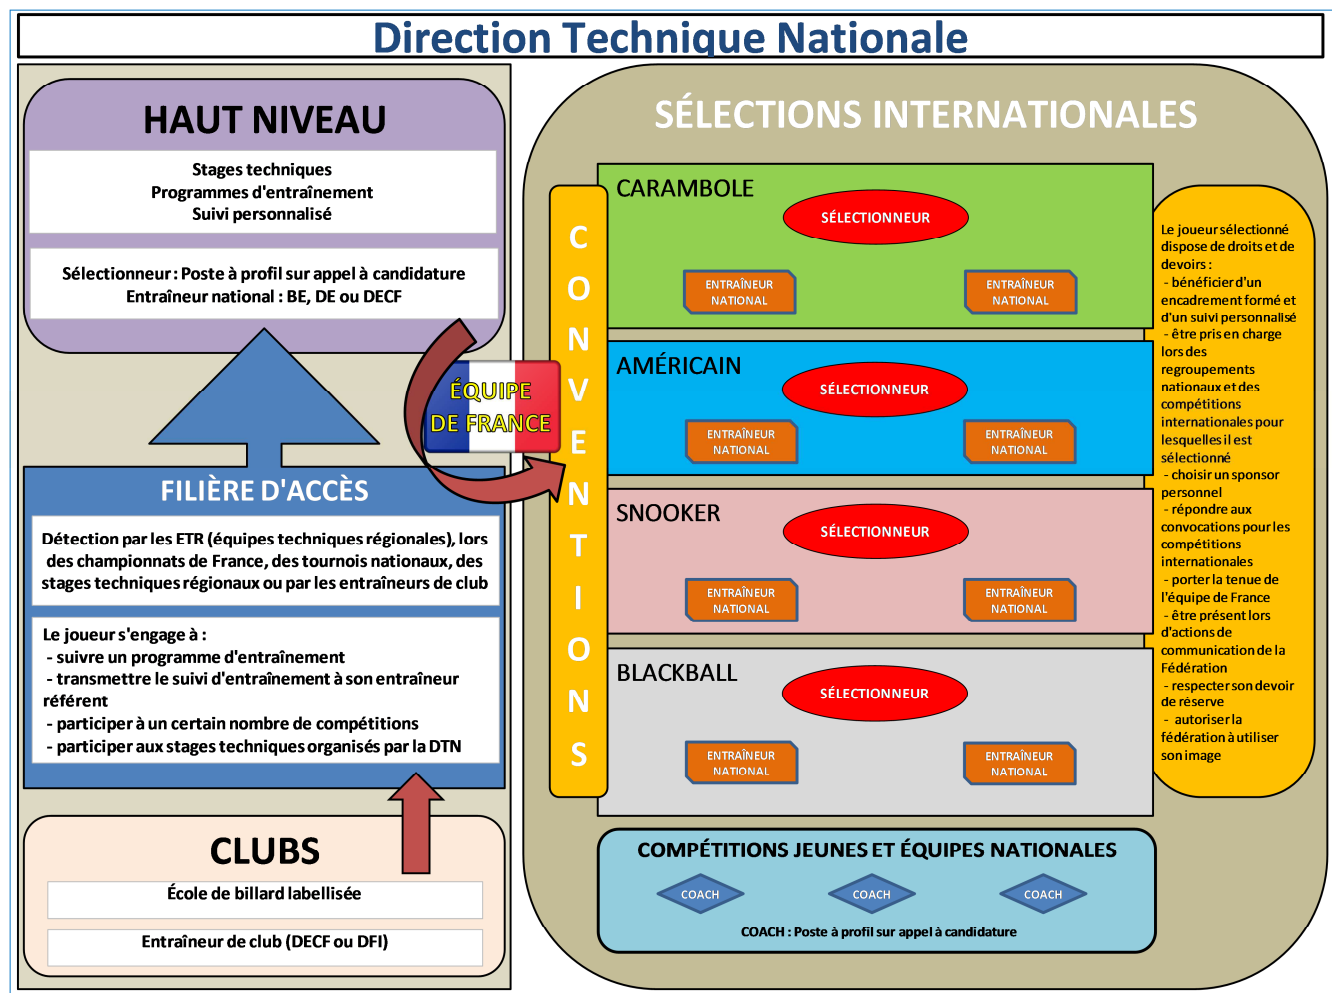 Direction Technique Nationale
HAUT NIVEAU
Stages techniques
Programmes d'entraînement
Suivi personnalisé
Sélectionneur : Poste à profil sur appel à candidature
Entraîneur national : BE, DE ou DECF
ÉQUIPE
DE FRANCE
FILIÈRE D'ACCÈS
Détection par les ETR (équipes techniques régionales), lors
des championnats de France, des tournois nationaux, des
stages techniques régionaux ou par les entraîneurs de club
Le joueur s'engage à :
- suivre un programme d'entraînement
- transmettre le suivi d'entraînement à son entraîneur
référent
- participer à un certain nombre de compétitions
- participer aux stages techniques organisés par la DTN
CLUBS
École de billard labellisée
Entraîneur de club (DECF ou DFI)
SÉLECTIONS INTERNATIONALES
C
O
N
V
E
N
T
I
O
N
S
CARAMBOLE
SÉLECTIONNEUR
ENTRAÎNEUR
NATIONAL
ENTRAÎNEUR
NATIONAL
AMÉRICAIN
SÉLECTIONNEUR
ENTRAÎNEUR
NATIONAL
ENTRAÎNEUR
NATIONAL
SNOOKER
SÉLECTIONNEUR
ENTRAÎNEUR
NATIONAL
ENTRAÎNEUR
NATIONAL
BLACKBALL
SÉLECTIONNEUR
ENTRAÎNEUR
NATIONAL
ENTRAÎNEUR
NATIONAL
Le joueur sélectionné
dispose de droits et de
devoirs :
- bénéficier d'un
encadrement formé et
d'un suivi personnalisé
- être pris en charge
lors des
regroupements
nationaux et des
compétitions
internationales pour
lesquelles il est
sélectionné
- choisir un sponsor
personnel
- répondre aux
convocations pour les
compétitions
internationales
- porter la tenue de
l'équipe de France
- être présent lors
d'actions de
communication de la
Fédération
- respecter son devoir
de réserve
- autoriser la
fédération à utiliser
son image
COMPÉTITIONS JEUNES ET ÉQUIPES NATIONALES
COACH
COACH
COACH
COACH : Poste à profil sur appel à candidature